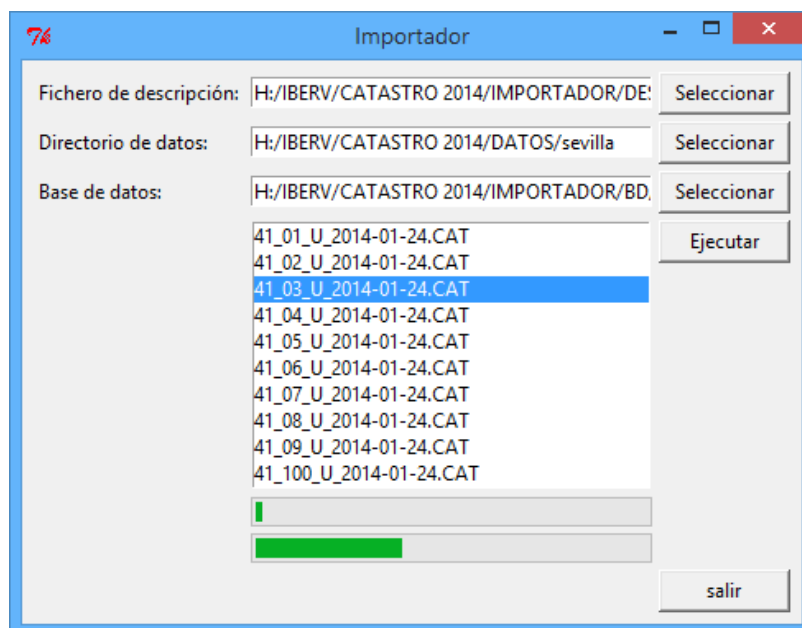 Importador
Fichero de descripción: H:/IBERV/CATASTRO 2014/IMPORTADOR/DE Seleccionar
Directorio de datos: H:/IBERV/CATASTRO 2014/DATOS/sevilla Seleccionar
Base de datos: H:/IBERV/CATASTRO 2014/IMPORTADOR/BD Seleccionar
41_01_U_2014-01-24.CAT Ejecutar
41_02_U_2014-01-24.CAT
41_03_U_2014-01-24.CAT
41_04_U_2014-01-24.CAT
41_05_U_2014-01-24.CAT
41_06_U_2014-01-24.CAT
41_07_U_2014-01-24.CAT
41_08_U_2014-01-24.CAT
41_09_U_2014-01-24.CAT
41_100_U_2014-01-24.CAT
salir